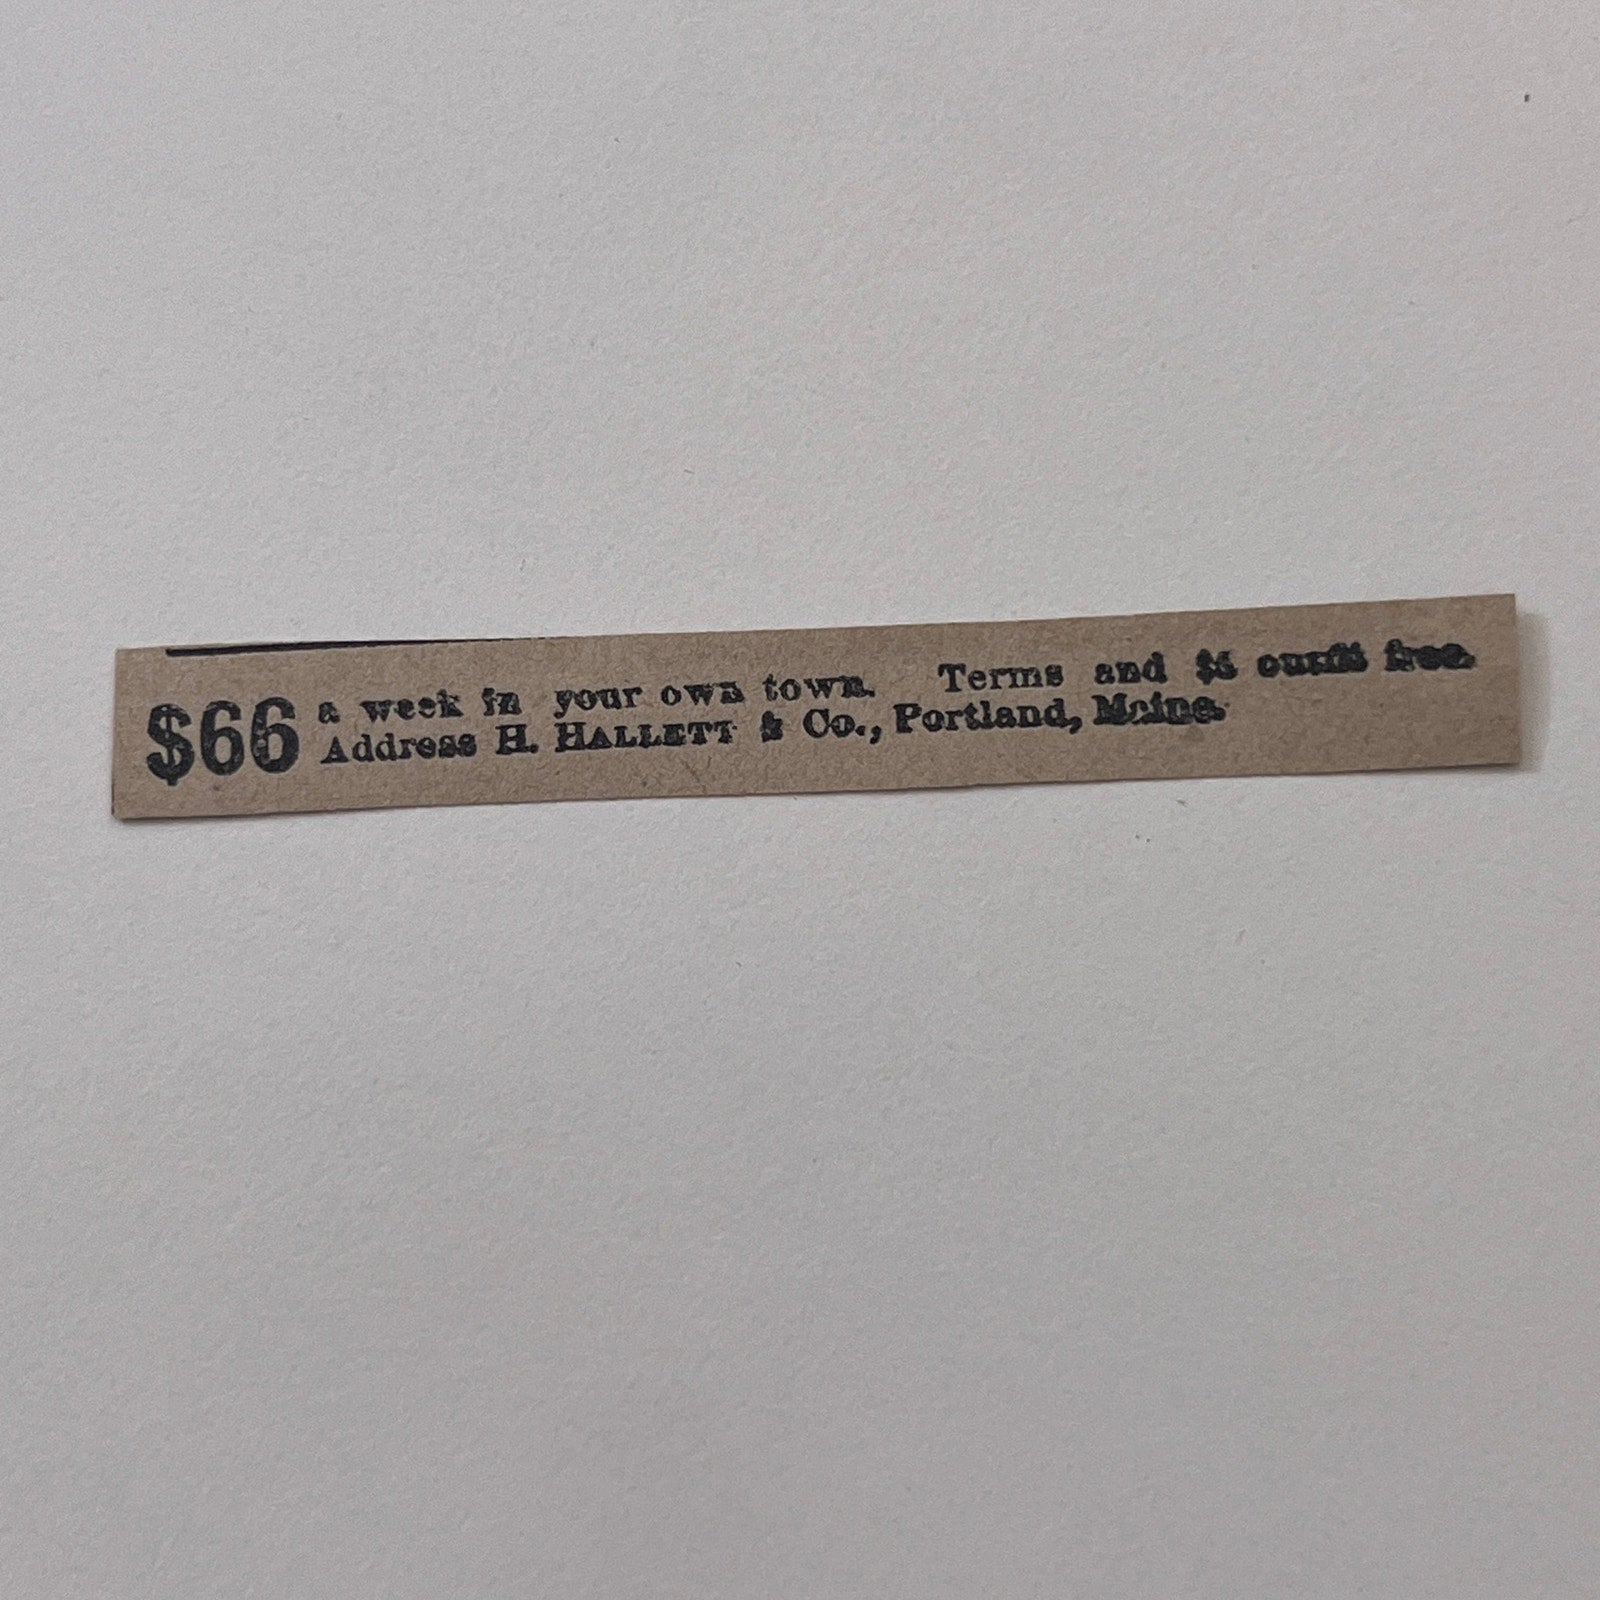 $66 a week in your own town. Terms and $5 outfit free.
Address H. HALLETT & Co., Portland, Maine.